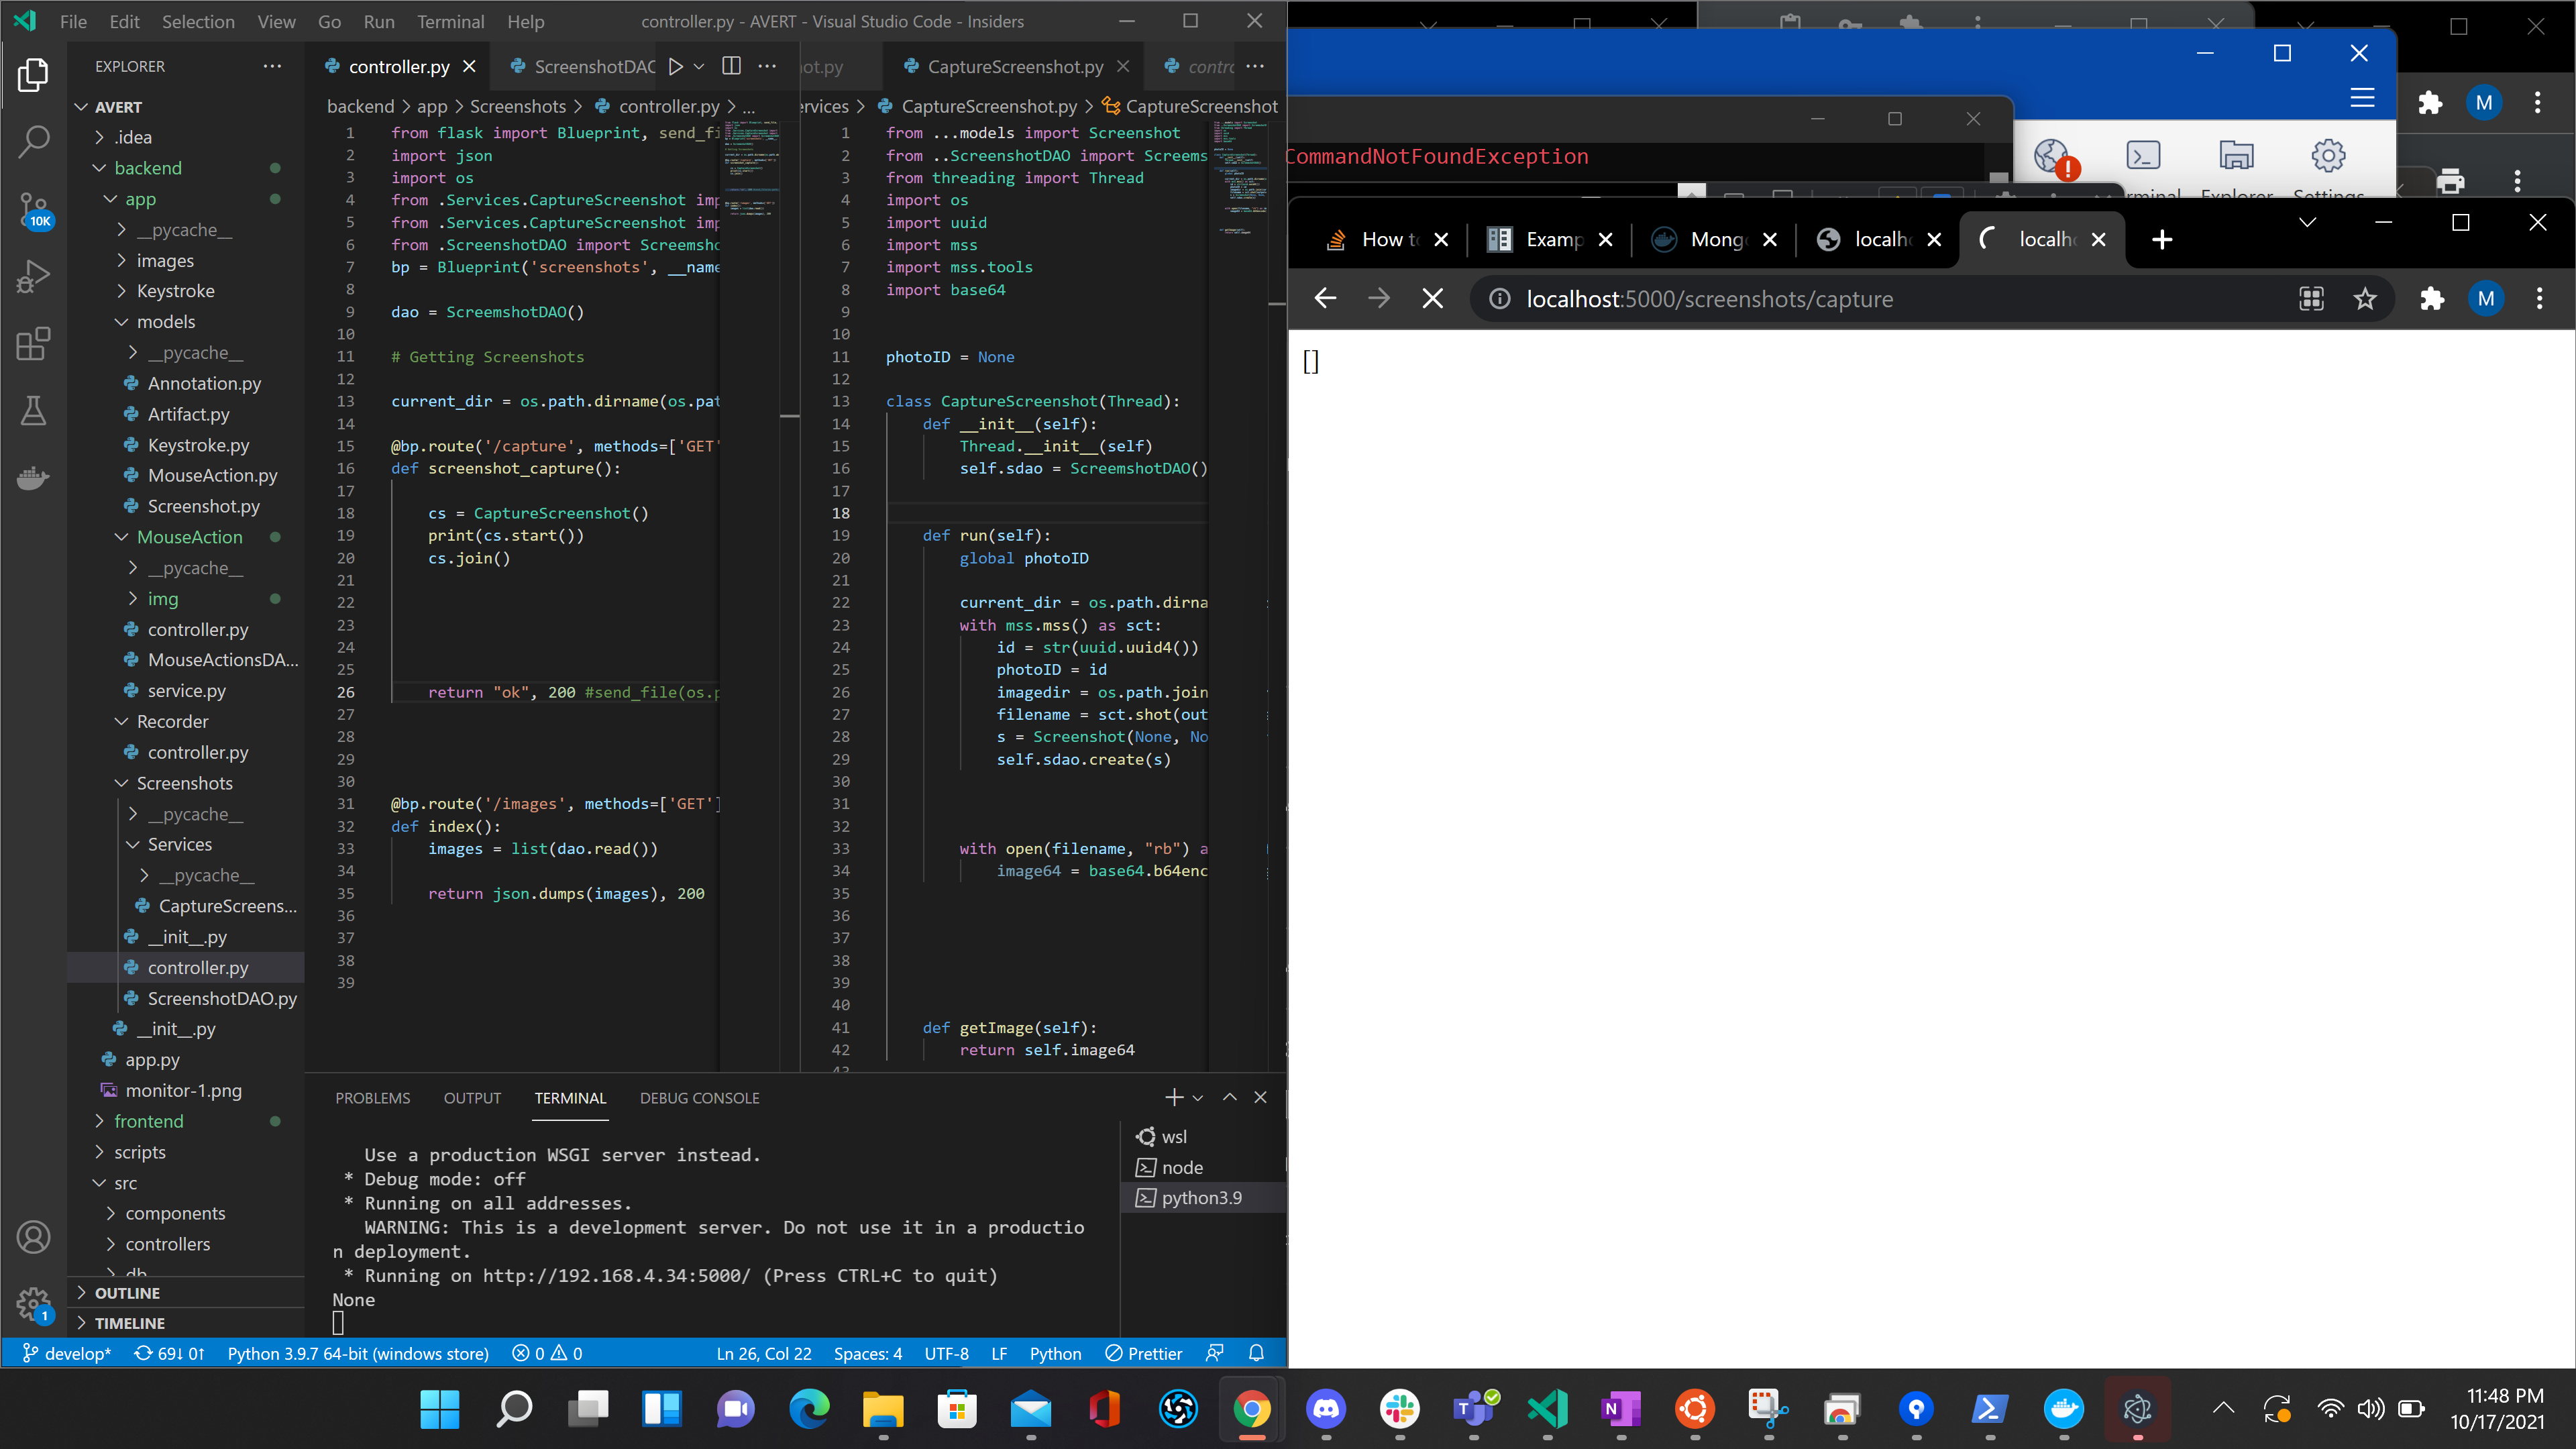 File Edit Selection View Go Run Terminal Help
controller.py - AVERT - Visual Studio Code - Insiders
EXPLORER
AVERT
.idea
backend
app
__pycache__
images
Keystroke
models
__pycache__
Annotation.py
Artifact.py
Keystroke.py
MouseAction.py
Screenshot.py
MouseAction
__pycache__
img
controller.py
MouseActionsDA...
service.py
Recorder
controller.py
Screenshots
__pycache__
Services
__pycache__
CaptureScreens...
__init__.py
controller.py
ScreenshotDAO.py
__init__.py
app.py
monitor-1.png
frontend
scripts
src
components
controllers
db
OUTLINE
TIMELINE
10K
1
controller.py
ScreenshotDAO
backend > app > Screenshots > controller.py > ...
1 from flask import Blueprint, send_fi
2 import json
3 import os
4 from .Services.CaptureScreenshot imp
5 from .Services.CaptureScreenshot imp
6 from .ScreenshotDAO import Screemsho
7 bp = Blueprint('screenshots', __name
8
9 dao = ScreemshotDAO()
10
11 # Getting Screenshots
12
13 current_dir = os.path.dirname(os.pat
14
15 @bp.route('/capture', methods=['GET'
16 def screenshot_capture():
17
18 cs = CaptureScreenshot()
19 print(cs.start())
20 cs.join()
21
22
23
24
25
26 return "ok", 200 #send_file(os.p
27
28
29
30
31 @bp.route('/images', methods=['GET']
32 def index():
33 images = list(dao.read())
34
35 return json.dumps(images), 200
36
37
38
39
ot.py
CaptureScreenshot.py
contro
ervices > CaptureScreenshot.py > CaptureScreenshot
1 from ...models import Screenshot
2 from ..ScreenshotDAO import Screems
3 from threading import Thread
4 import os
5 import uuid
6 import mss
7 import mss.tools
8 import base64
9
10
11 photoID = None
12
13 class CaptureScreenshot(Thread):
14 def __init__(self):
15 Thread.__init__(self)
16 self.sdao = ScreemshotDAO()
17
18
19 def run(self):
20 global photoID
21
22 current_dir = os.path.dirna
23 with mss.mss() as sct:
24 id = str(uuid.uuid4())
25 photoID = id
26 imagedir = os.path.join
27 filename = sct.shot(out
28 s = Screenshot(None, No
29 self.sdao.create(s)
30
31
32
33 with open(filename, "rb") a
34 image64 = base64.b64enc
35
36
37
38
39
40
41 def getImage(self):
42 return self.image64
43
PROBLEMS OUTPUT TERMINAL DEBUG CONSOLE
Use a production WSGI server instead.
* Debug mode: off
* Running on all addresses.
WARNING: This is a development server. Do not use it in a productio
n deployment.
* Running on http://192.168.4.34:5000/ (Press CTRL+C to quit)
None
wsl
node
python3.9
develop* 69↓ 0↑ Python 3.9.7 64-bit (windows store) 0 0 Ln 26, Col 22 Spaces: 4 UTF-8 LF Python Prettier
CommandNotFoundException
M
rminal Explorer Settings
How to
Examp
Mong
localho
localho
localhost:5000/screenshots/capture
M
[]
11:48 PM
10/17/2021